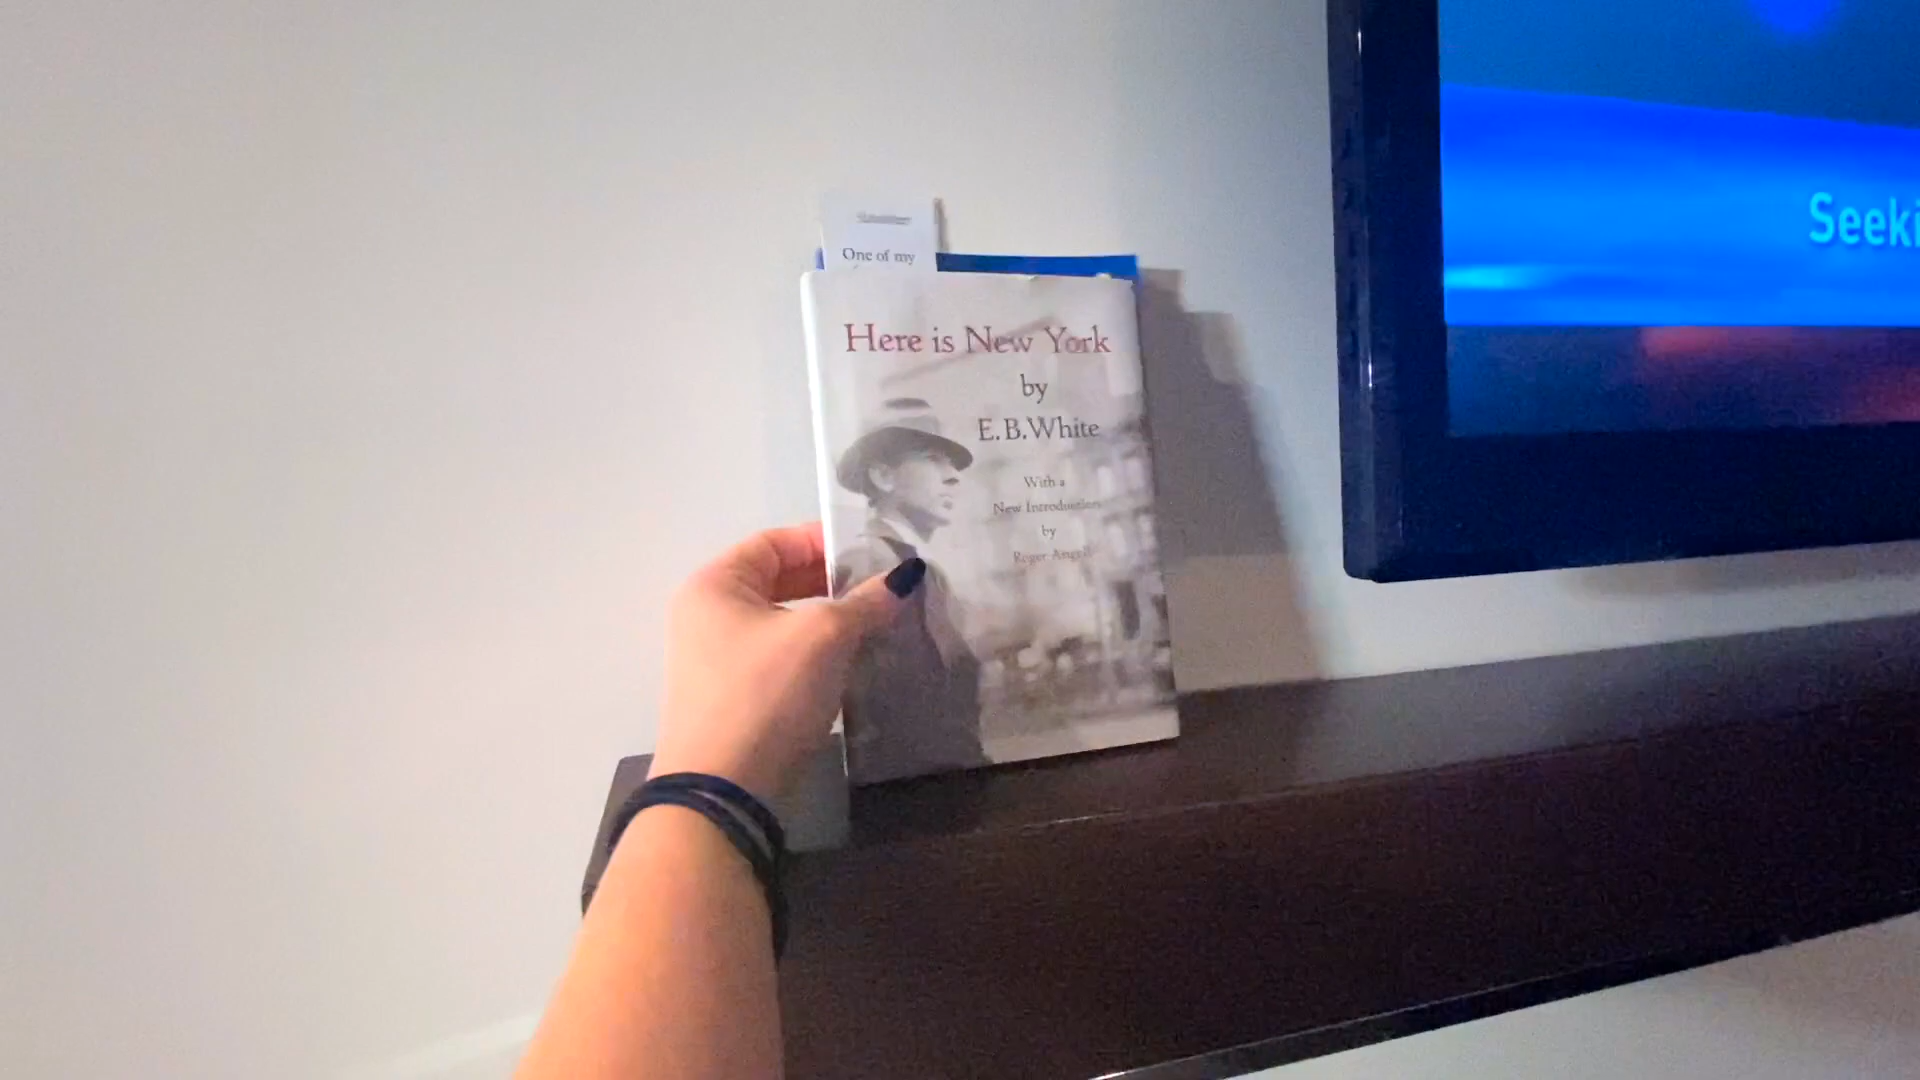 One of my
Here is New York
by
E. B. White
With a
New Introduction
by
Roger Angell
Seeki